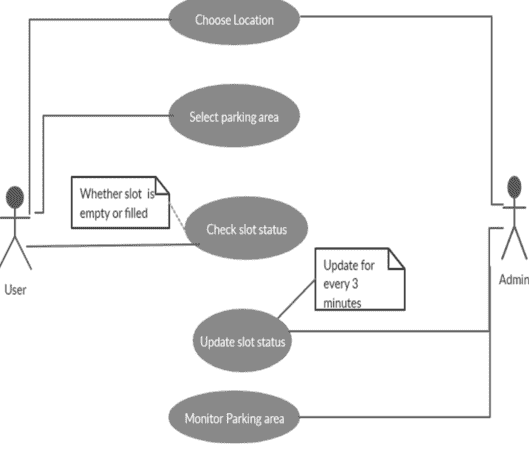 Choose Location
Select parking area
Whether slot is
empty or filled
Check slot status
User
Admin
Update for
every 3
minutes
Update slot status
Monitor Parking area